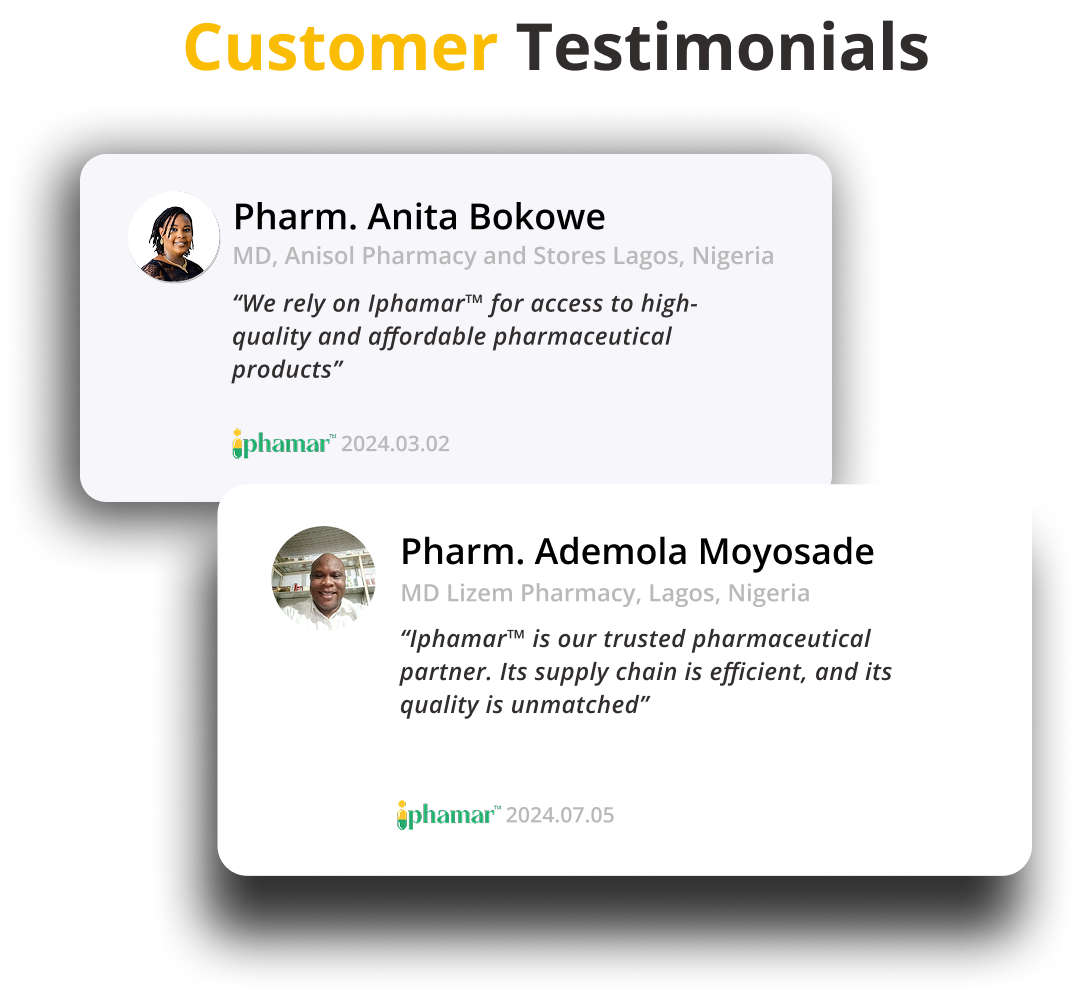 Customer Testimonials
Pharm. Anita Bokowe
MD, Anisol Pharmacy and Stores Lagos, Nigeria
“We rely on Iphamar™ for access to high-
quality and affordable pharmaceutical
products”
iphamar™ 2024.03.02
Pharm. Ademola Moyosade
MD Lizem Pharmacy, Lagos, Nigeria
“Iphamar™ is our trusted pharmaceutical
partner. Its supply chain is efficient, and its
quality is unmatched”
iphamar™ 2024.07.05